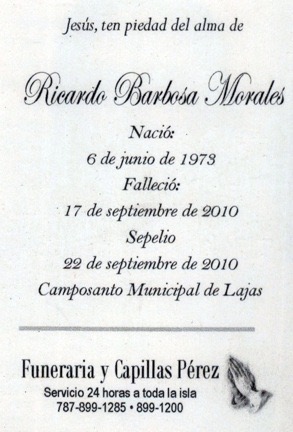 Jesús, ten piedad del alma de
Ricardo Barbosa Morales
Nació:
6 de junio de 1973
Falleció:
17 de septiembre de 2010
Sepelio
22 de septiembre de 2010
Camposanto Municipal de Lajas
Funeraria y Capillas Pérez
Servicio 24 horas a toda la isla
787-899-1285 • 899-1200